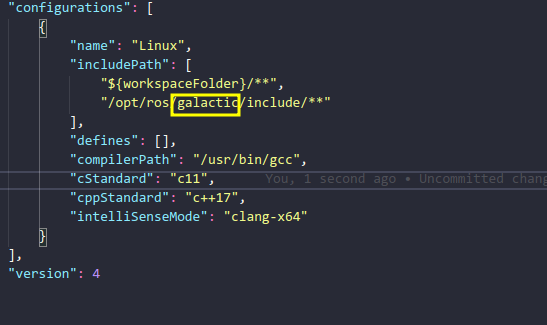 "configurations": [
{
"name": "Linux",
"includePath": [
"${workspaceFolder}/**",
"/opt/ros/galactic/include/**"
],
"defines": [],
"compilerPath": "/usr/bin/gcc",
"cStandard": "c11", You, 1 second ago • Uncommitted chang
"cppStandard": "c++17",
"intelliSenseMode": "clang-x64"
}
],
"version": 4